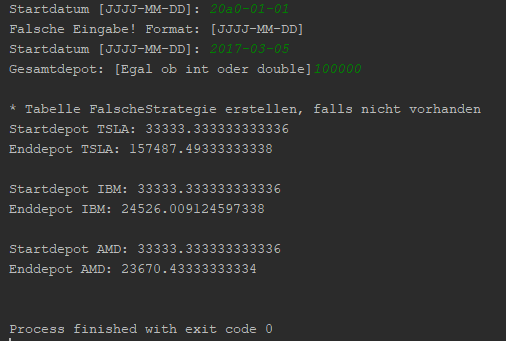 Startdatum [JJJJ-MM-DD]: 20a0-01-01
Falsche Eingabe! Format: [JJJJ-MM-DD]
Startdatum [JJJJ-MM-DD]: 2017-03-05
Gesamtdepot: [Egal ob int oder double]100000
* Tabelle FalscheStrategie erstellen, falls nicht vorhanden
Startdepot TSLA: 33333.333333333336
Enddepot TSLA: 157487.49333333338
Startdepot IBM: 33333.333333333336
Enddepot IBM: 24526.009124597338
Startdepot AMD: 33333.333333333336
Enddepot AMD: 23670.43333333334
Process finished with exit code 0